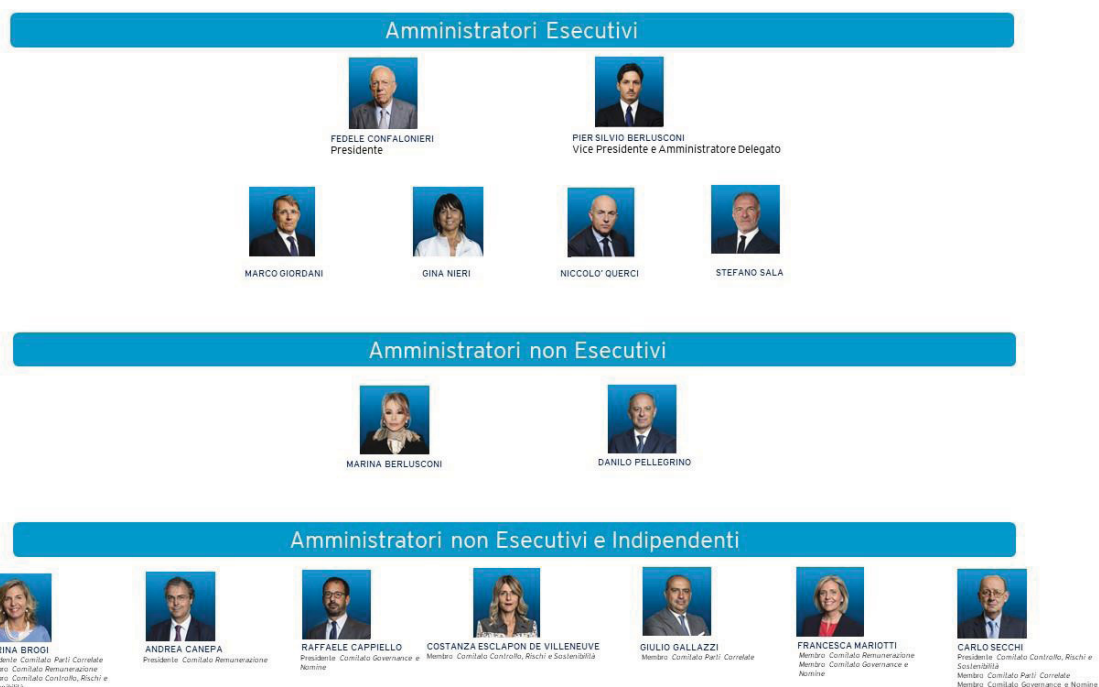 Amministratori Esecutivi
FEDELE CONFALONIERI
Presidente
PIER SILVIO BERLUSCONI
Vice Presidente e Amministratore Delegato
MARCO GIORDANI
GINA NIERI
NICCOLO' QUERCI
STEFANO SALA
Amministratori non Esecutivi
MARINA BERLUSCONI
DANILO PELLEGRINO
Amministratori non Esecutivi e Indipendenti
RINA BROGI
idente Comitato Parti Correlate
bro Comitato Remunerazione
bro Comitato Controllo, Rischi e
ANDREA CANEPA
Presidente Comitato Remunerazione
RAFFAELE CAPPIELLO
Presidente Comitato Governance e
Nomine
COSTANZA ESCLAPON DE VILLENEUVE
Membro Comitato Controllo, Rischi e Sostenibilità
GIULIO GALLAZZI
Membro Comitato Parti Correlate
FRANCESCA MARIOTTI
Membro Comitato Remunerazione
Membro Comitato Governance e
Nomine
CARLO SECCHI
Presidente Comitato Controllo, Rischi e
Sostenibilità
Membro Comitato Parti Correlate
Membro Comitato Governance e Nomine